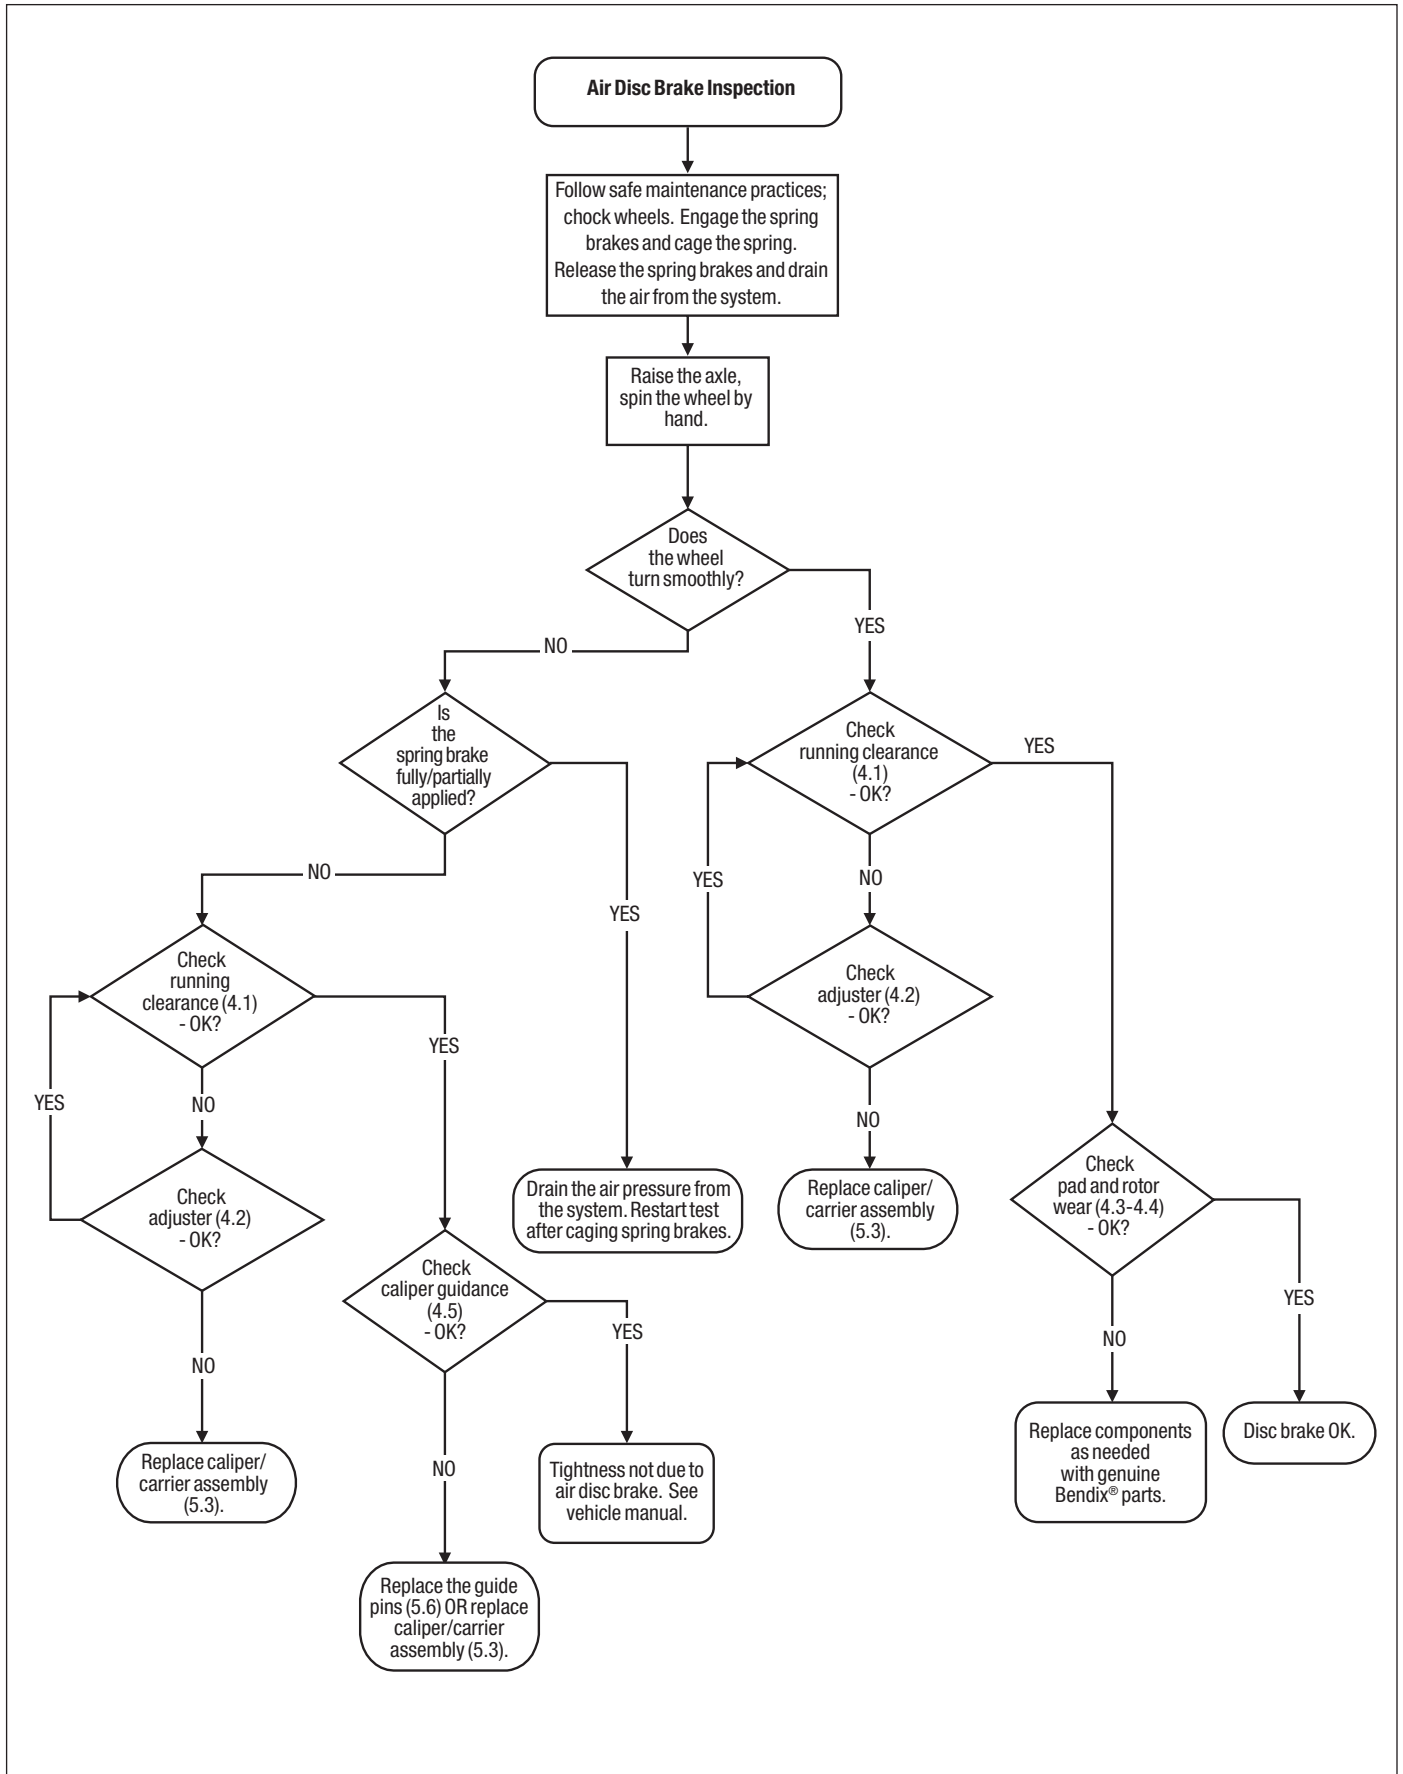 Air Disc Brake Inspection
Follow safe maintenance practices;
chock wheels. Engage the spring
brakes and cage the spring.
Release the spring brakes and drain
the air from the system.
Raise the axle,
spin the wheel by
hand.
Does
the wheel
turn smoothly?
NO
YES
Is
the
spring brake
fully/partially
applied?
NO
YES
Check
running clearance
(4.1)
- OK?
YES
NO
YES
Check
adjuster (4.2)
- OK?
NO
Replace caliper/
carrier assembly
(5.3).
Check
running
clearance (4.1)
- OK?
YES
NO
YES
Check
adjuster (4.2)
- OK?
NO
Replace caliper/
carrier assembly
(5.3).
Drain the air pressure from
the system. Restart test
after caging spring brakes.
Check
caliper guidance
(4.5)
- OK?
YES
NO
Tightness not due to
air disc brake. See
vehicle manual.
Replace the guide
pins (5.6) OR replace
caliper/carrier
assembly (5.3).
Check
pad and rotor
wear (4.3-4.4)
- OK?
YES
NO
Replace components
as needed
with genuine
Bendix® parts.
Disc brake OK.